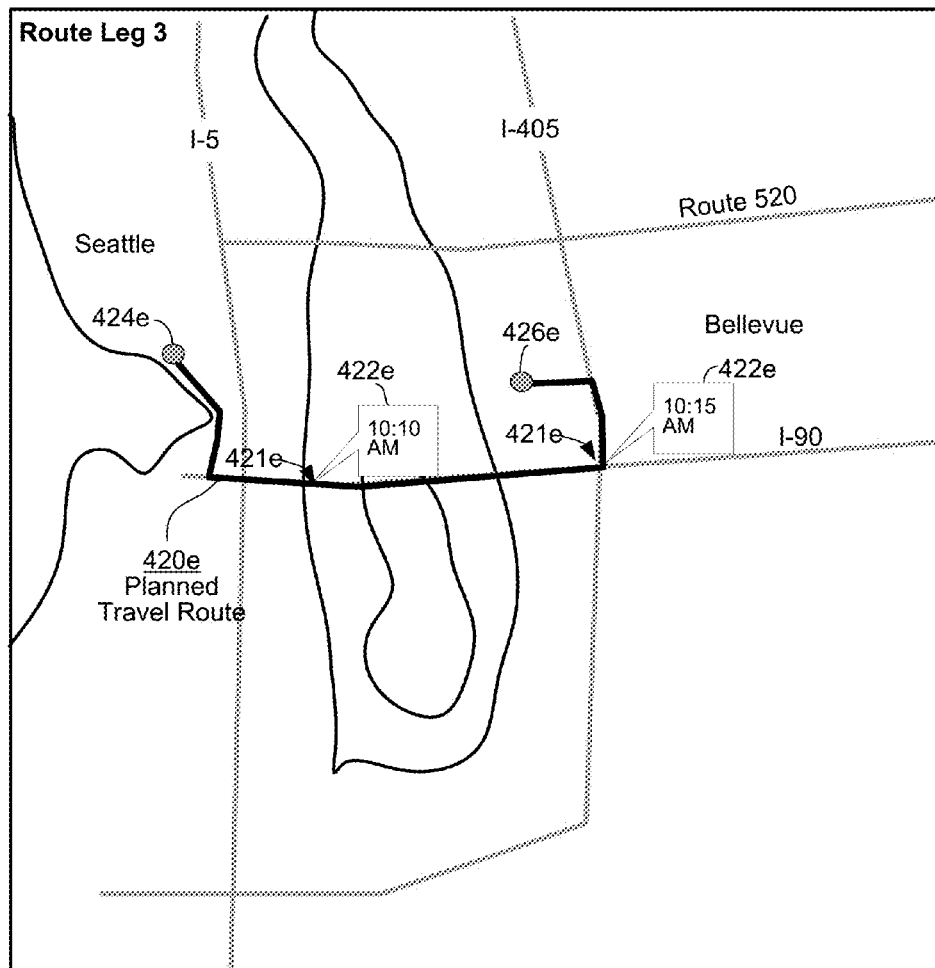 Route Leg 3
I-5
I-405
Route 520
Seattle
424e
426e
Bellevue
422e
422e
10:10
AM
10:15
AM
421e
421e
I-90
420e
Planned
Travel Route